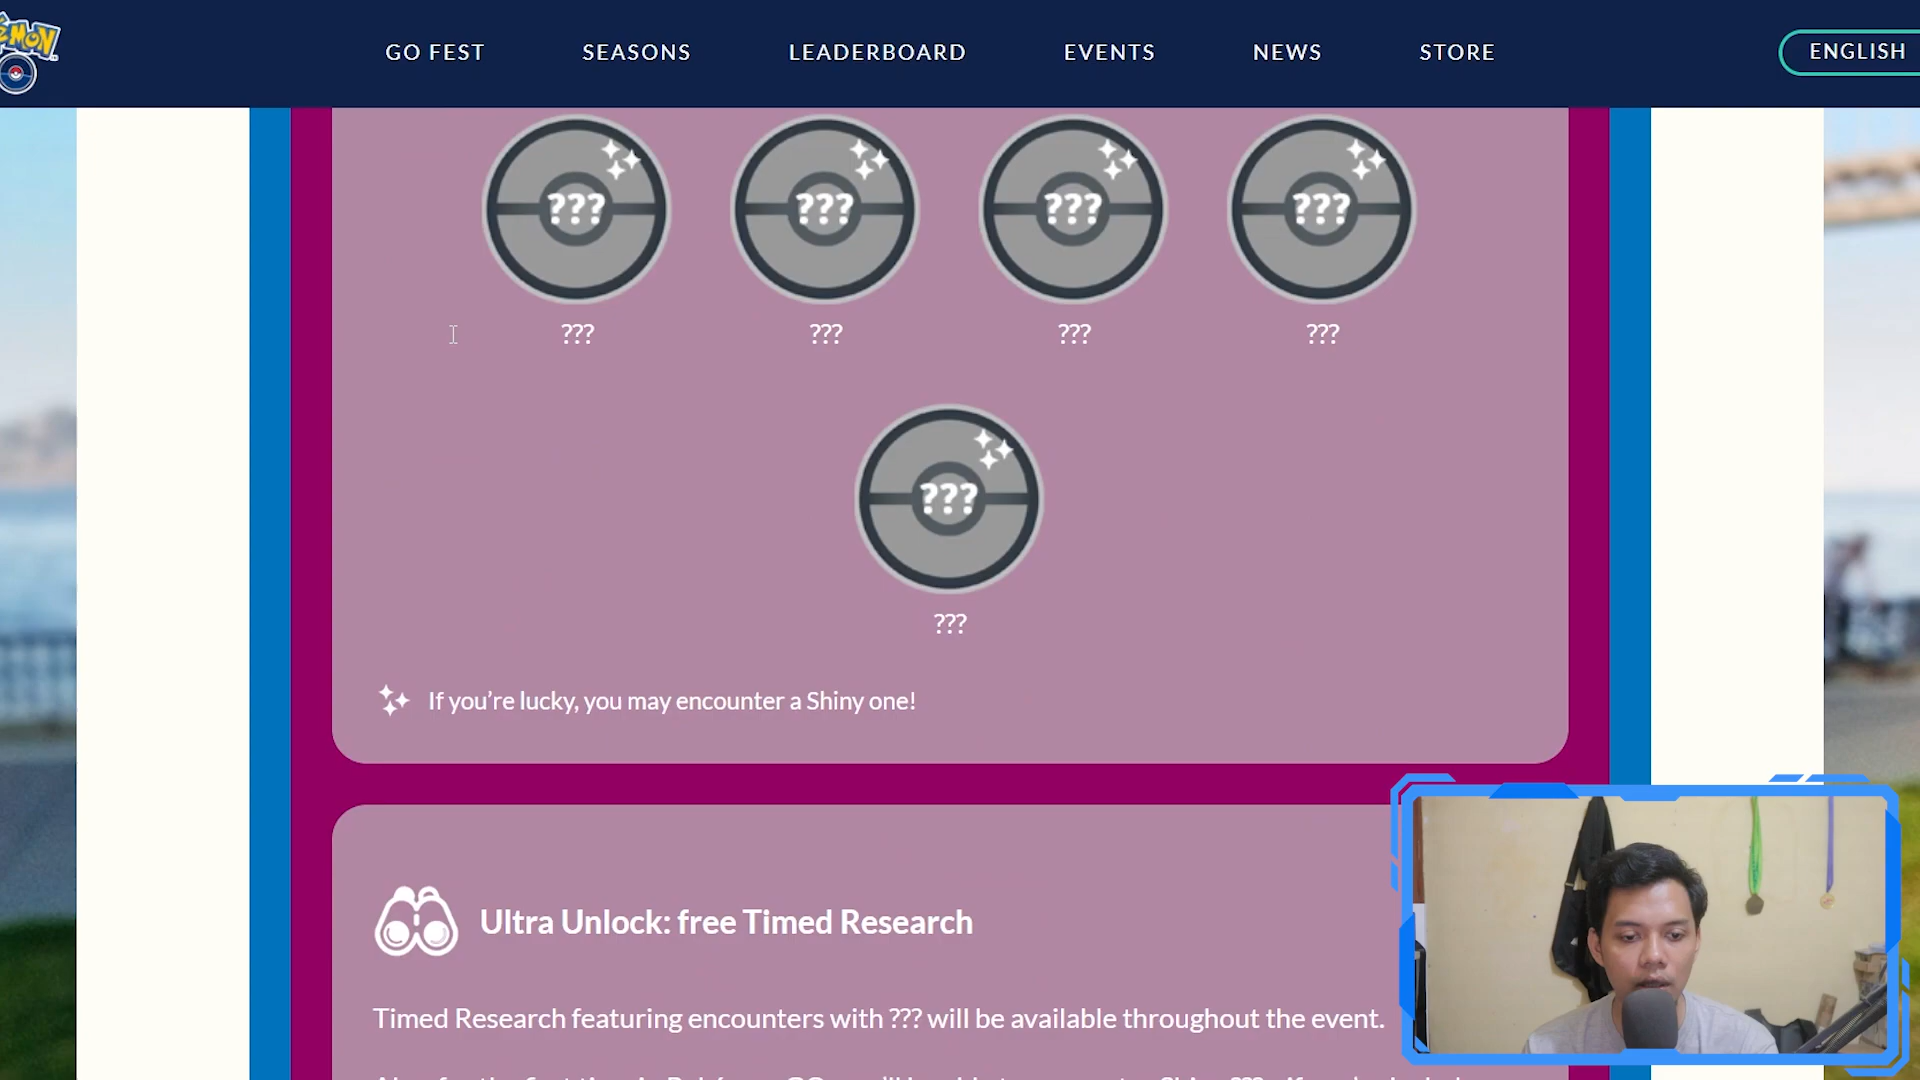 GO FEST SEASONS LEADERBOARD EVENTS NEWS STORE ENGLISH
??? ??? ??? ???
??? ??? ??? ???
???
???
If you’re lucky, you may encounter a Shiny one!
Ultra Unlock: free Timed Research
Timed Research featuring encounters with ??? will be available throughout the event.